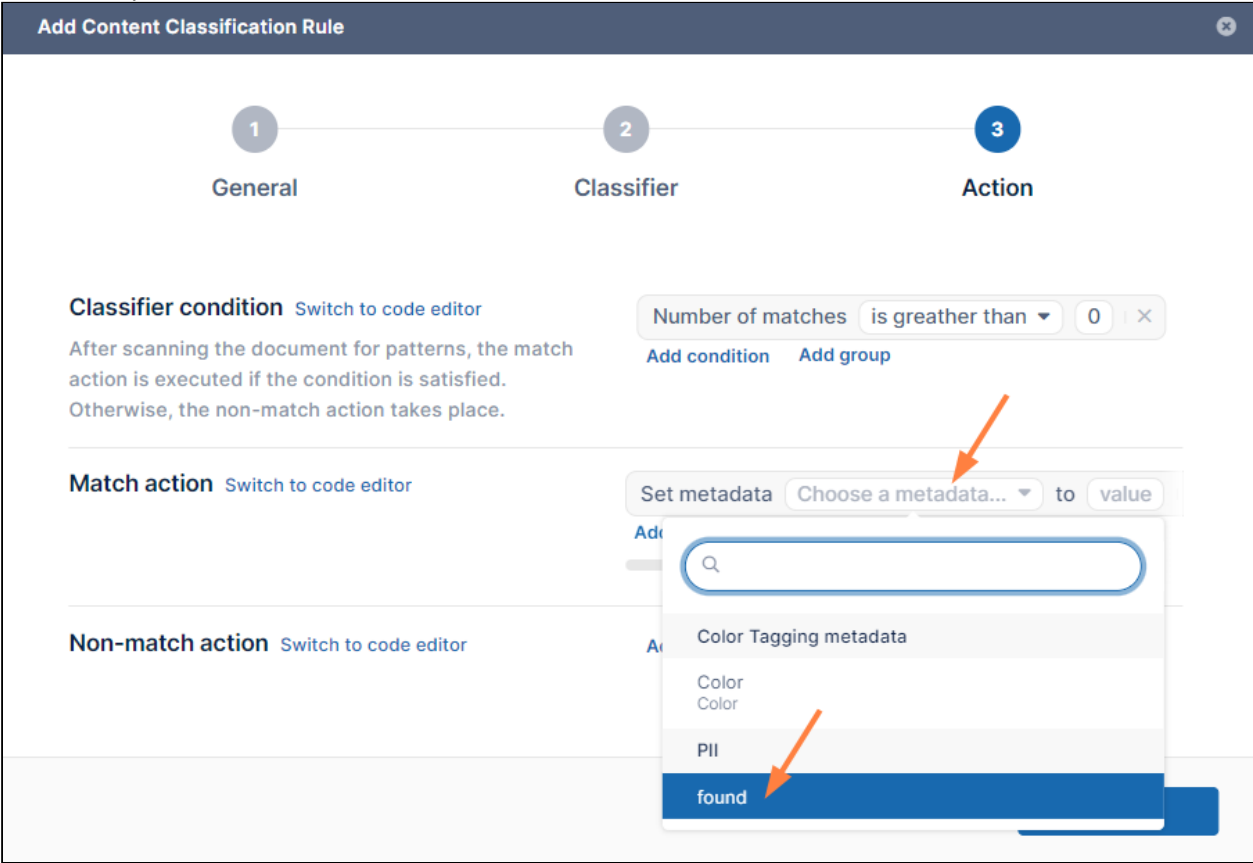 Add Content Classification Rule
1
2
3
General
Classifier
Action
Classifier condition Switch to code editor
After scanning the document for patterns, the match
action is executed if the condition is satisfied.
Otherwise, the non-match action takes place.
Number of matches is greather than 0
Add condition Add group
Match action Switch to code editor
Set metadata Choose a metadata... to value
Color Tagging metadata
Color
Color
PII
found
Non-match action Switch to code editor